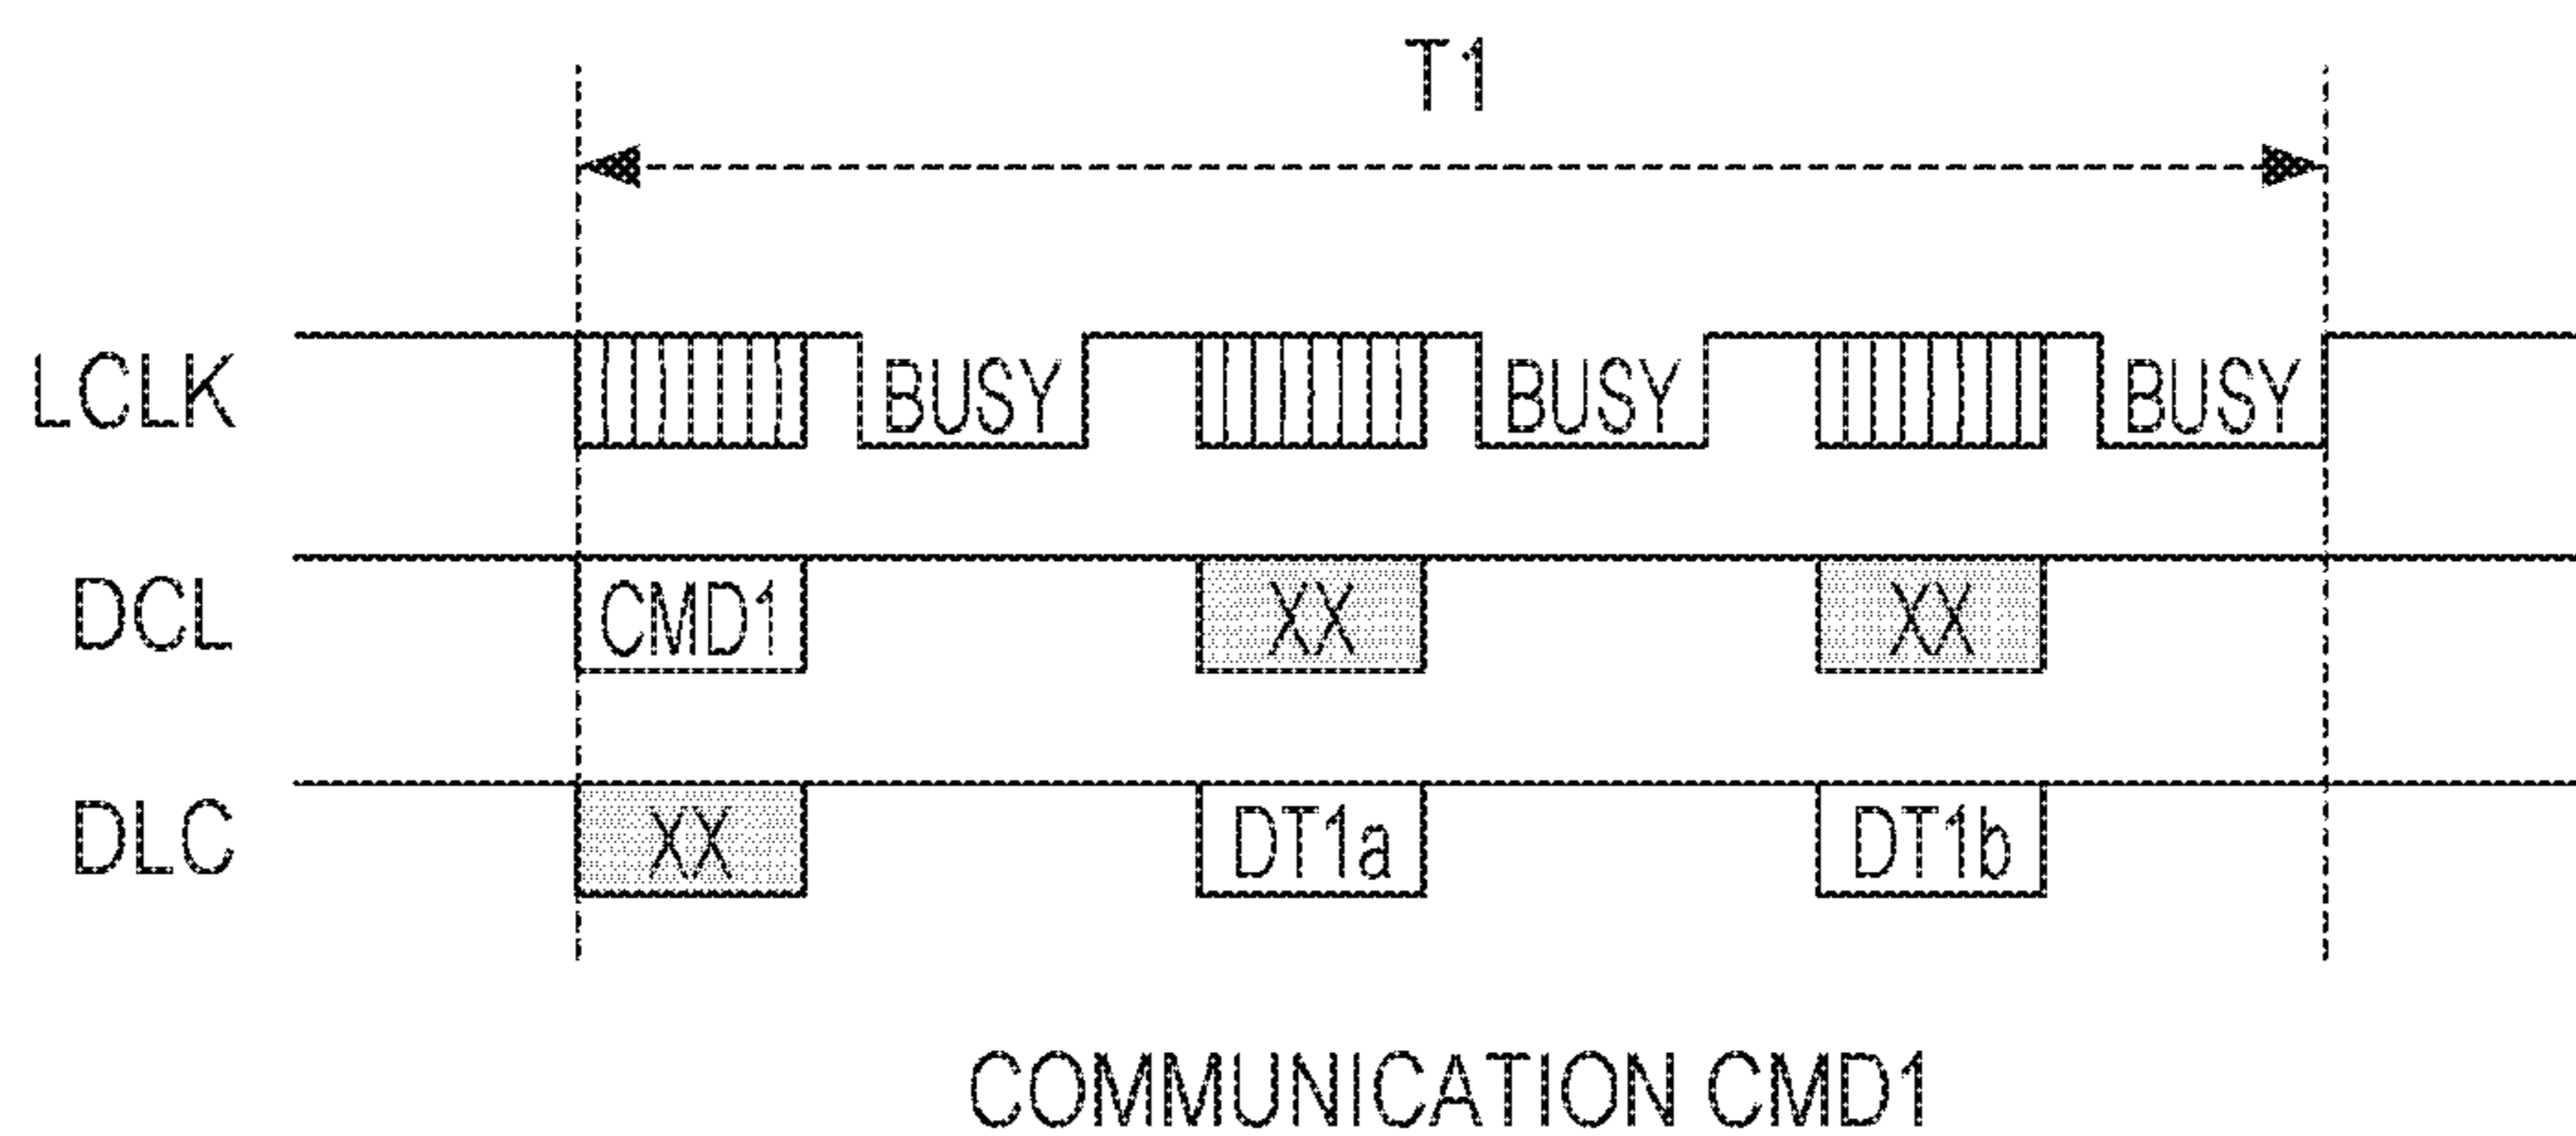 T1
LCLK BUSY BUSY BUSY
DCL CMD1 XX XX
DLC XX DT1a DT1b
COMMUNICATION CMD1